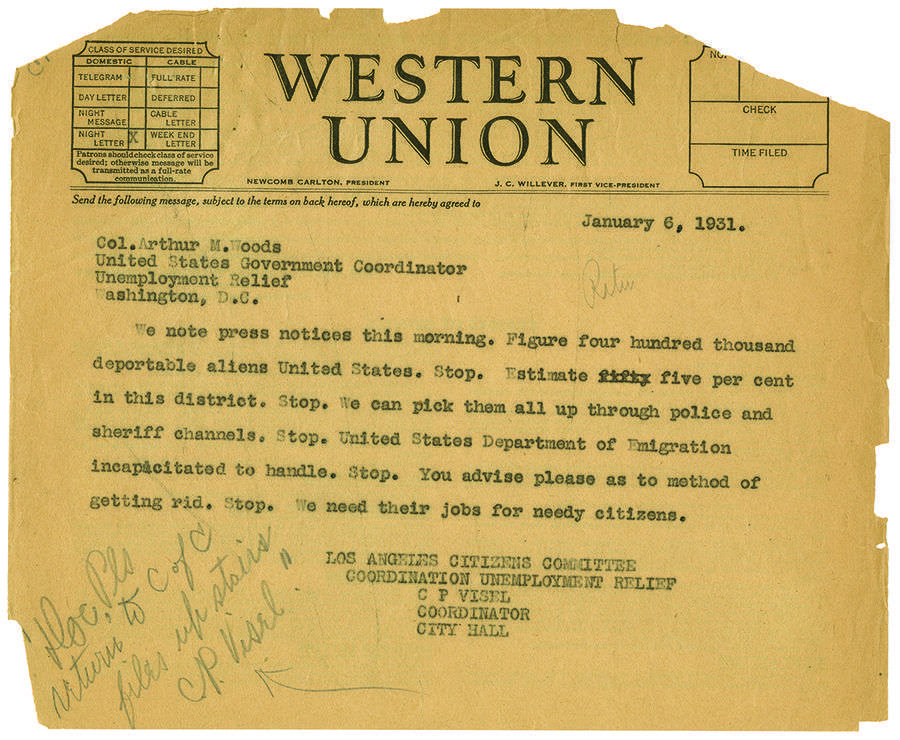 CLASS OF SERVICE DESIRED
DOMESTIC CABLE
TELEGRAM FULL RATE
DAY LETTER DEFERRED
NIGHT MESSAGE CABLE LETTER
NIGHT LETTER X WEEK END LETTER
Patrons should check class of service
desired; otherwise message will be
transmitted as a full-rate
communication.
WESTERN
UNION
NEWCOMB CARLTON, PRESIDENT J. C. WILLEVER, FIRST VICE-PRESIDENT
NO.
CHECK
TIME FILED
Send the following message, subject to the terms on back hereof, which are hereby agreed to
January 6, 1931.
Col. Arthur M. Woods
United States Government Coordinator
Unemployment Relief
Washington, D.C.
We note press notices this morning. Figure four hundred thousand
deportable aliens United States. Stop. Estimate fifty five per cent
in this district. Stop. We can pick them all up through police and
sheriff channels. Stop. United States Department of Emigration
incapacitated to handle. Stop. You advise please as to method of
getting rid. Stop. We need their jobs for needy citizens.
LOS ANGELES CITIZENS COMMITTEE
COORDINATION UNEMPLOYMENT RELIEF
C P VISEL
COORDINATOR
CITY HALL
Pls
return to C of C
files up stairs
C.P. Visel"